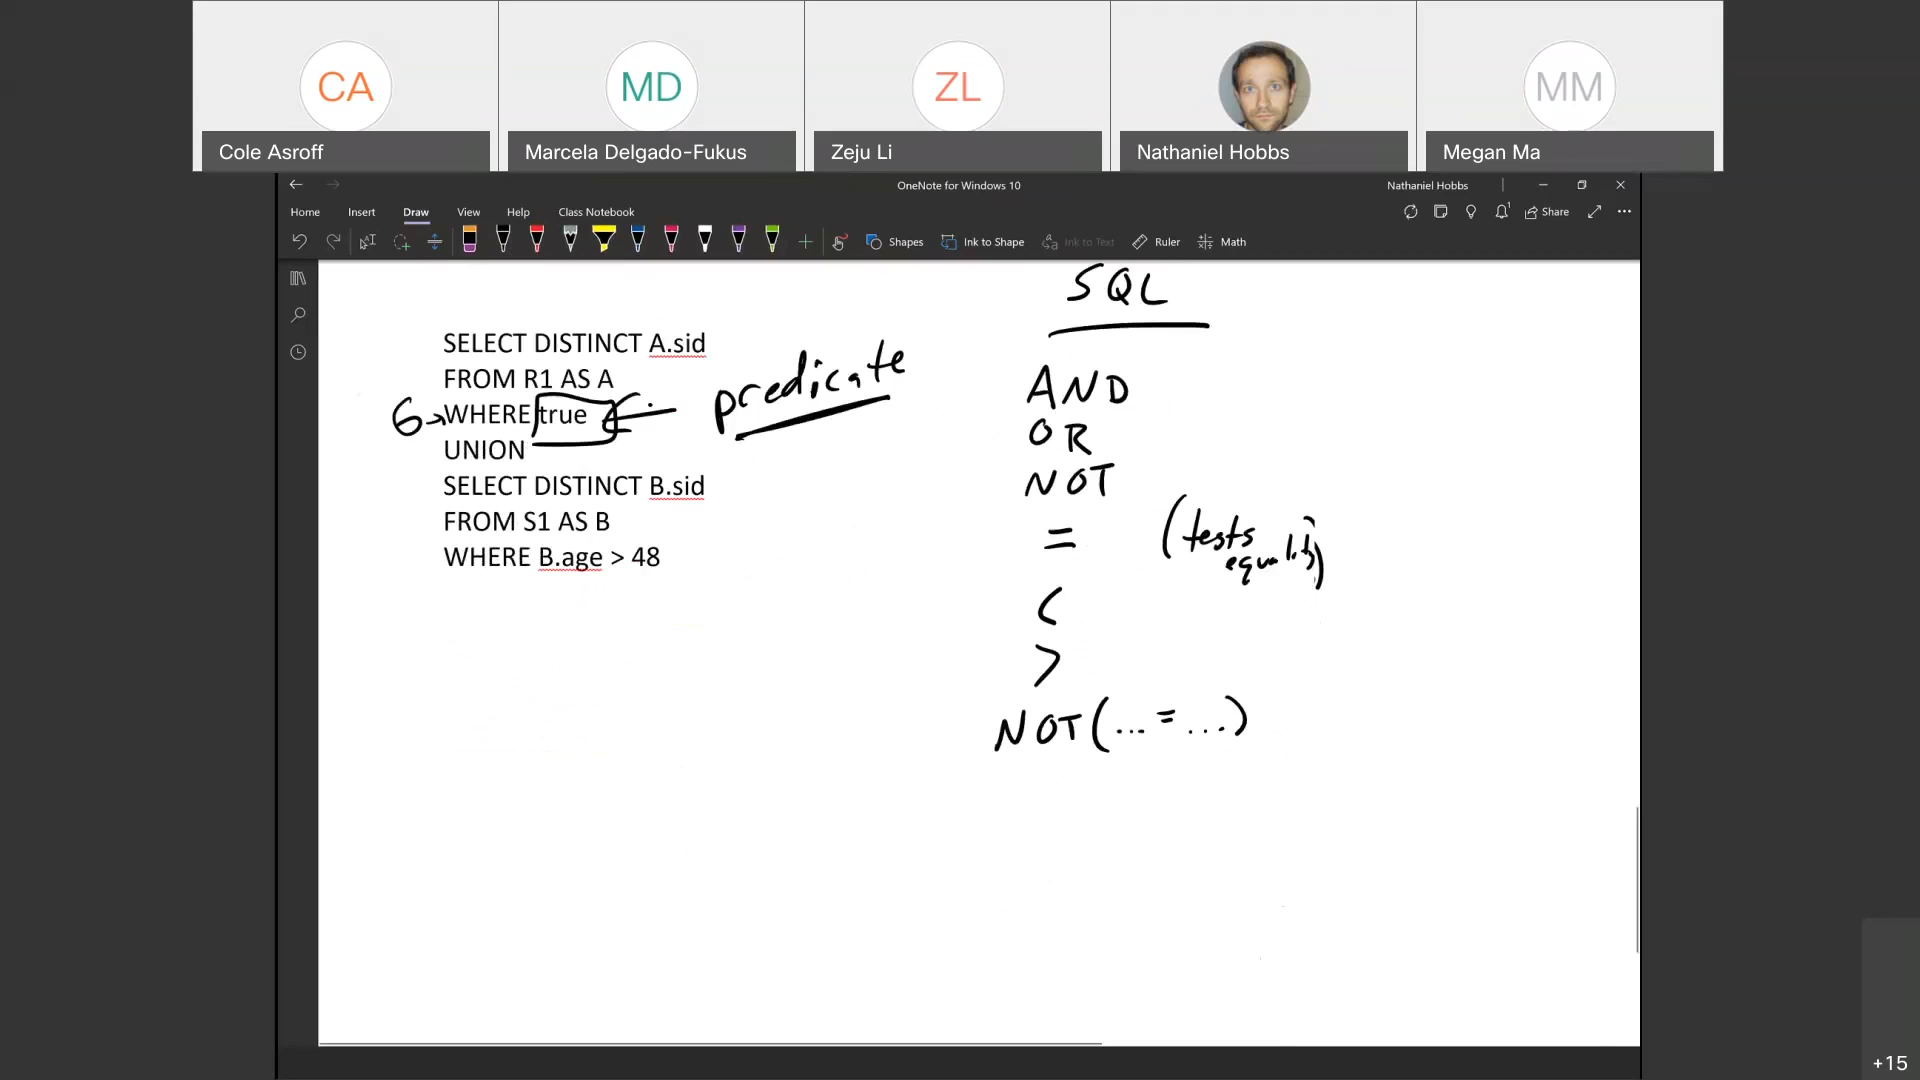 CA
MD
ZL
MM
Cole Asroff
Marcela Delgado-Fukus
Zeju Li
Nathaniel Hobbs
Megan Ma
OneNote for Windows 10
Nathaniel Hobbs
Home Insert Draw View Help Class Notebook
1 Share
Shapes Ink to Shape Ink to Text Ruler Math
SQL
SELECT DISTINCT A.sid
FROM R1 AS A
6 → WHERE true
predicate
UNION
SELECT DISTINCT B.sid
FROM S1 AS B
WHERE B.age > 48
AND
OR
NOT
= (tests equality)
<
>
NOT (... = ...)
+15